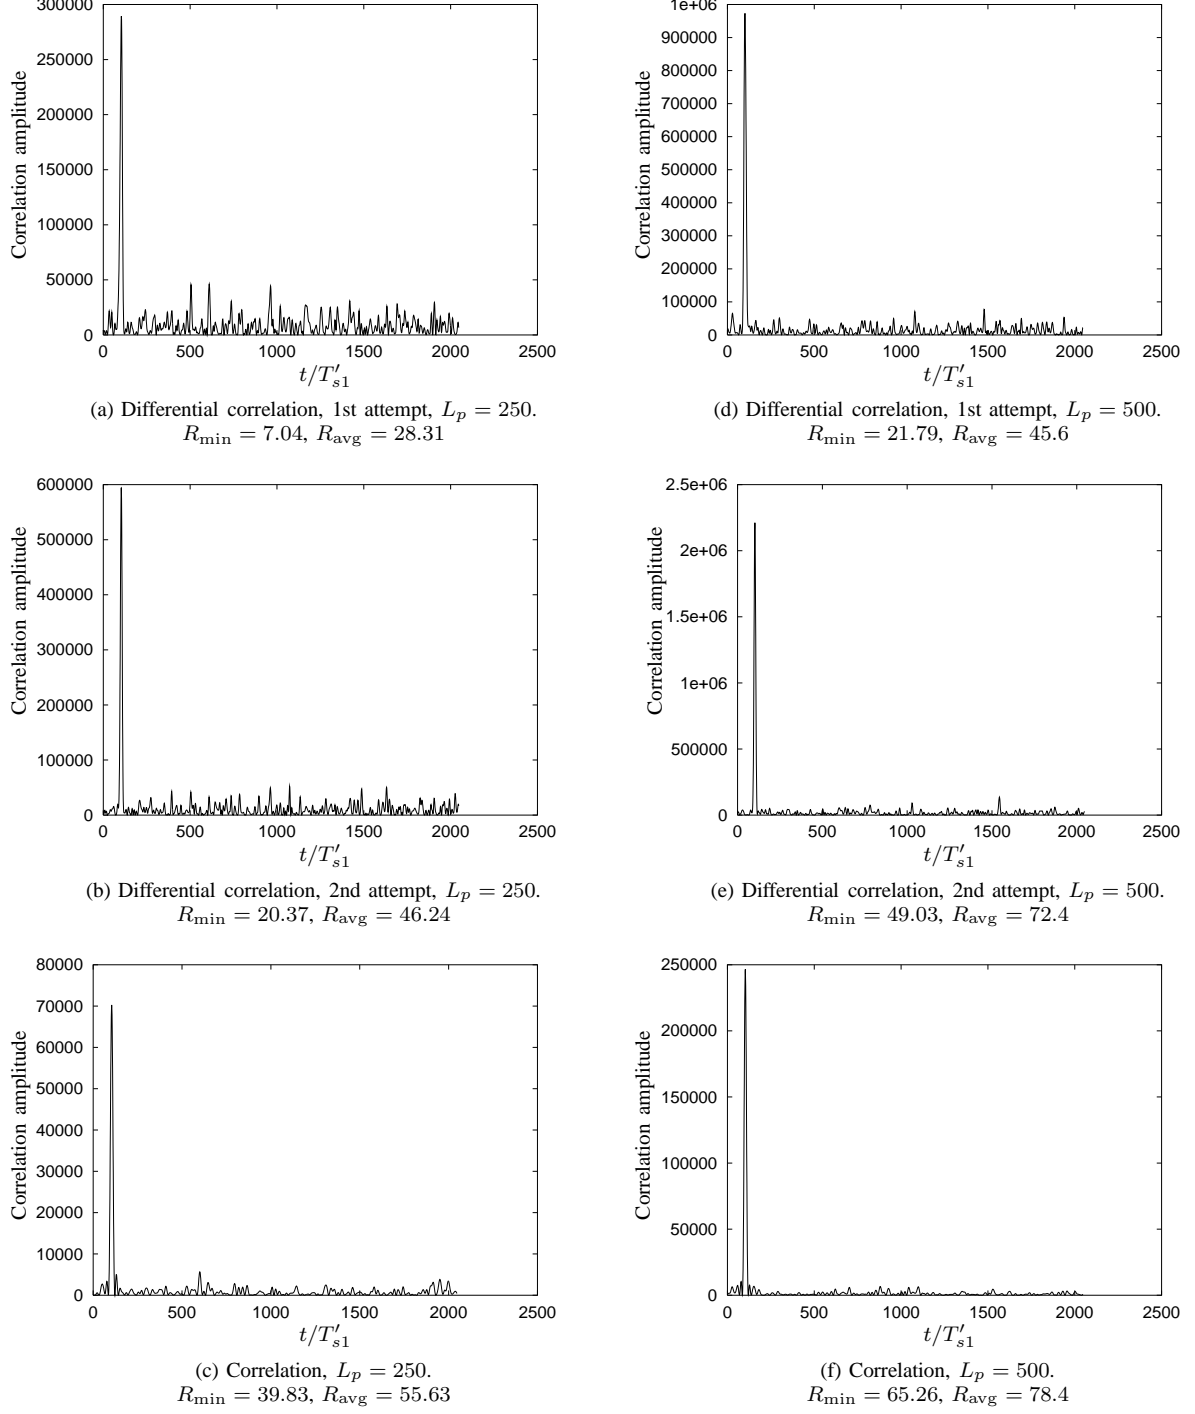 300000
250000
200000
150000
100000
50000
0
0 500 1000 1500 2000 2500
Correlation amplitude
t/T′s1
(a) Differential correlation, 1st attempt, Lp = 250.
Rmin = 7.04, Ravg = 28.31
600000
500000
400000
300000
200000
100000
0
0 500 1000 1500 2000 2500
Correlation amplitude
t/T′s1
(b) Differential correlation, 2nd attempt, Lp = 250.
Rmin = 20.37, Ravg = 46.24
80000
70000
60000
50000
40000
30000
20000
10000
0
0 500 1000 1500 2000 2500
Correlation amplitude
t/T′s1
(c) Correlation, Lp = 250.
Rmin = 39.83, Ravg = 55.63
1e+06
900000
800000
700000
600000
500000
400000
300000
200000
100000
0
0 500 1000 1500 2000 2500
Correlation amplitude
t/T′s1
(d) Differential correlation, 1st attempt, Lp = 500.
Rmin = 21.79, Ravg = 45.6
2.5e+06
2e+06
1.5e+06
1e+06
500000
0
0 500 1000 1500 2000 2500
Correlation amplitude
t/T′s1
(e) Differential correlation, 2nd attempt, Lp = 500.
Rmin = 49.03, Ravg = 72.4
250000
200000
150000
100000
50000
0
0 500 1000 1500 2000 2500
Correlation amplitude
t/T′s1
(f) Correlation, Lp = 500.
Rmin = 65.26, Ravg = 78.4